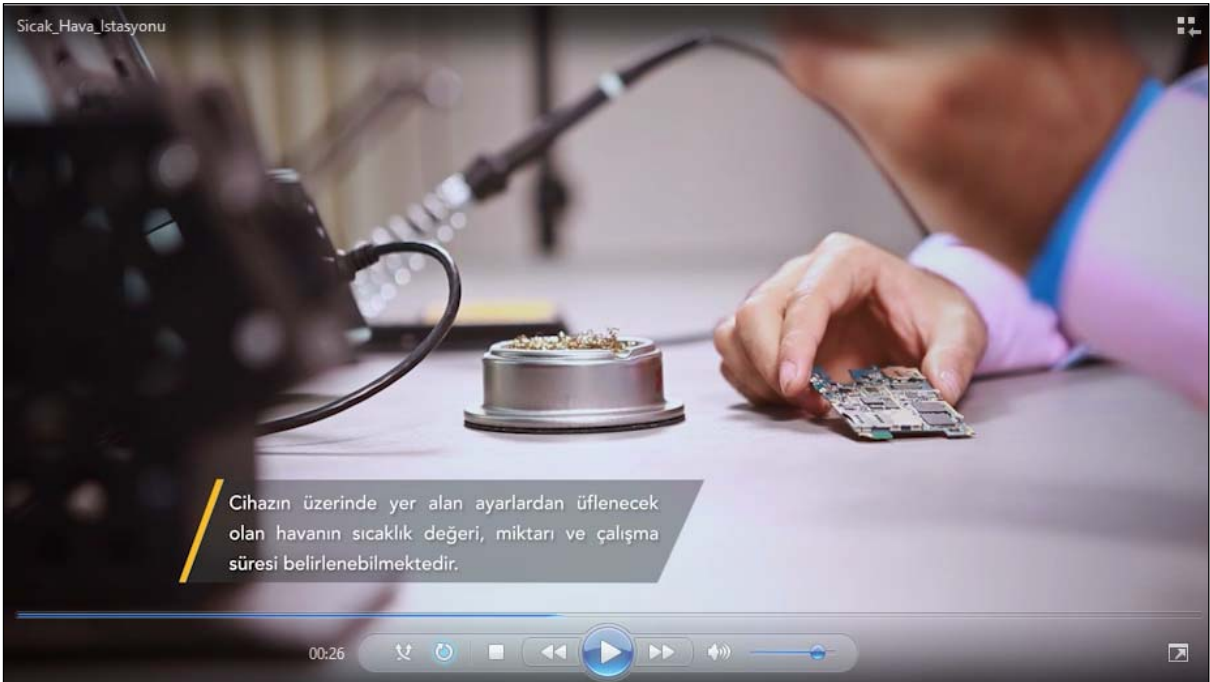 Sicak_Hava_Istasyonu
Cihazın üzerinde yer alan ayarlardan üflenecek
olan havanın sıcaklık değeri, miktarı ve çalışma
süresi belirlenebilmektedir.
00:26